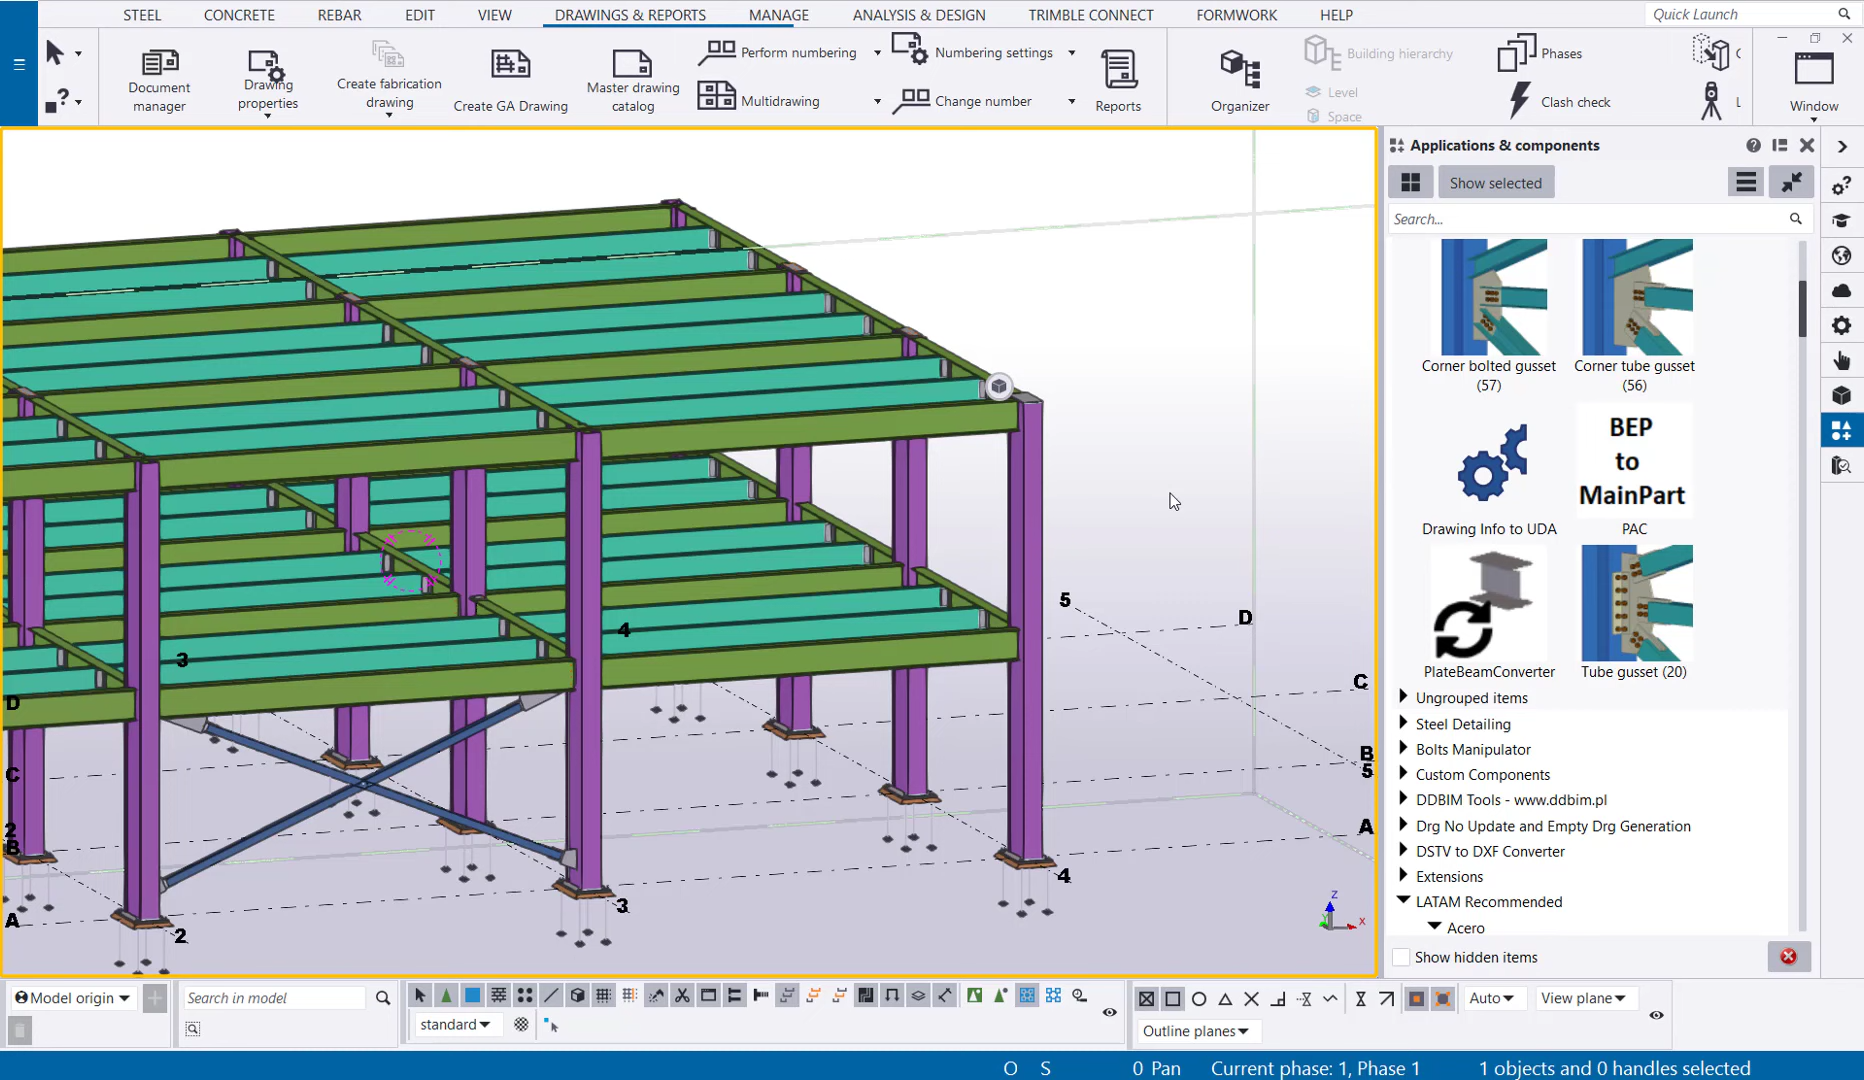 STEEL CONCRETE REBAR EDIT VIEW DRAWINGS & REPORTS MANAGE ANALYSIS & DESIGN TRIMBLE CONNECT FORMWORK HELP Quick Launch
Document manager
Drawing properties
Create fabrication drawing
Create GA Drawing
Master drawing catalog
Perform numbering
Multidrawing
Numbering settings
Change number
Reports
Organizer
Building hierarchy
Level
Space
Phases
Clash check
C
L
Window
Applications & components
Show selected
Search...
Corner bolted gusset (57)
Corner tube gusset (56)
Drawing Info to UDA
BEP
to
MainPart
PAC
PlateBeamConverter
Tube gusset (20)
Ungrouped items
Steel Detailing
Bolts Manipulator
Custom Components
DDBIM Tools - www.ddbim.pl
Drg No Update and Empty Drg Generation
DSTV to DXF Converter
Extensions
LATAM Recommended
Acero
Show hidden items
5
D
4
3
C
D
B
5
C
A
2
B
4
3
A
2
Z
Y
X
Model origin
Search in model
standard
Auto
View plane
Outline planes
O S 0 Pan Current phase: 1, Phase 1 1 objects and 0 handles selected